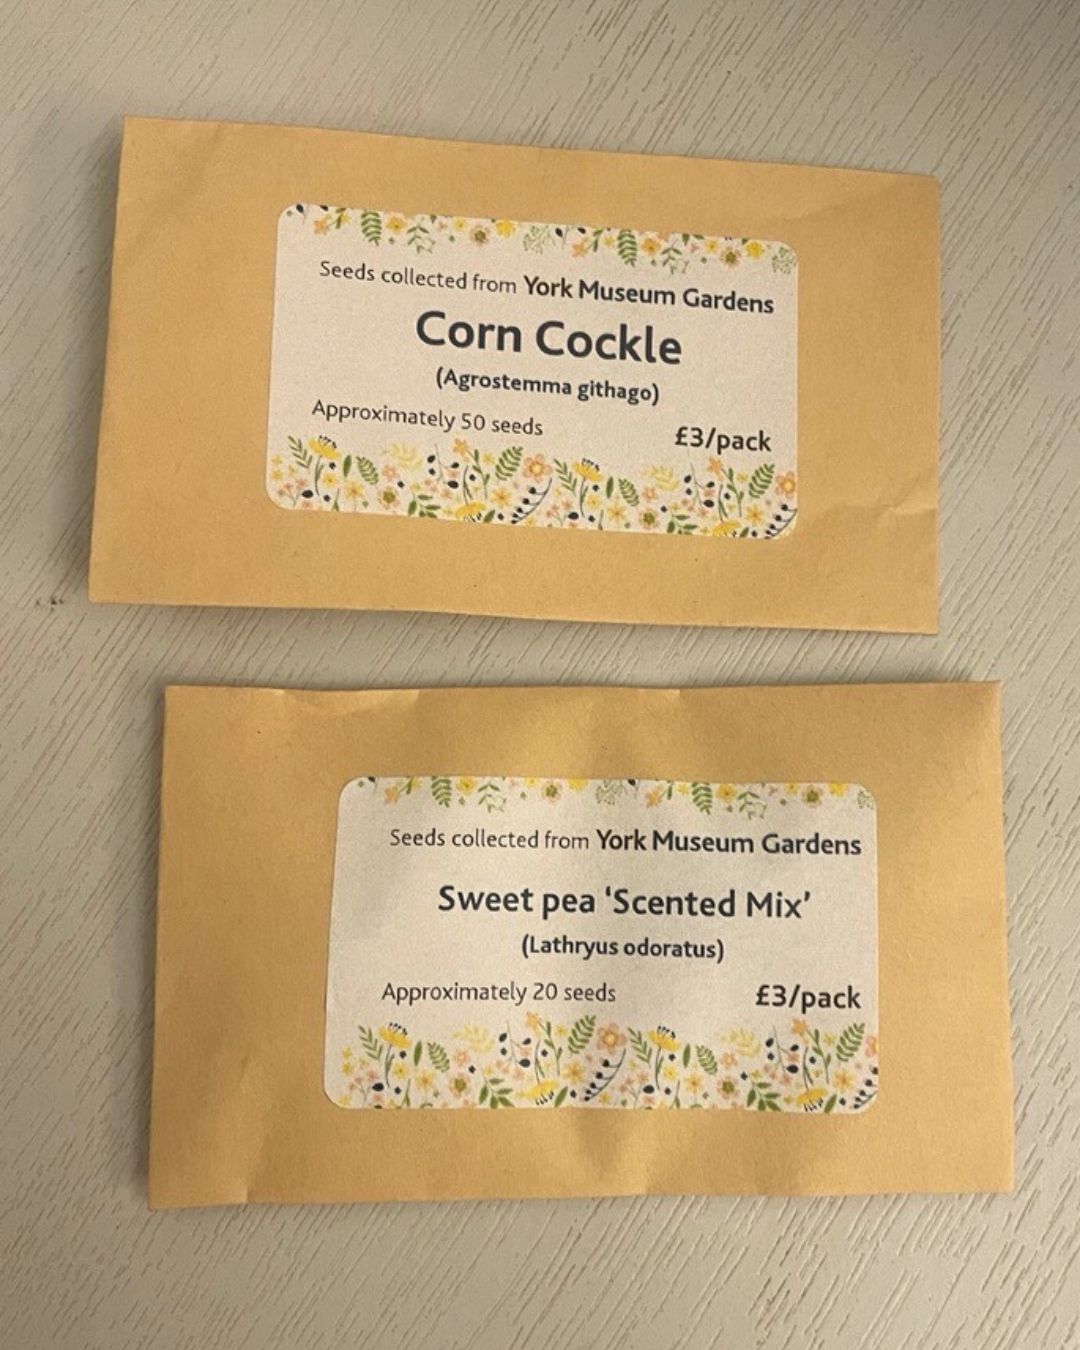 Seeds collected from York Museum Gardens
Corn Cockle
(Agrostemma githago)
Approximately 50 seeds
£3/pack
Seeds collected from York Museum Gardens
Sweet pea ‘Scented Mix’
(Lathryus odoratus)
Approximately 20 seeds
£3/pack